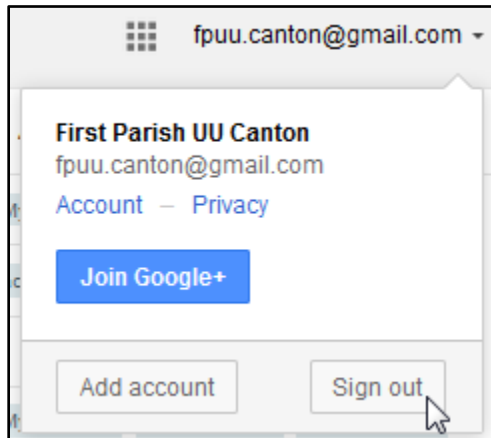 fpuu.canton@gmail.com
First Parish UU Canton
fpuu.canton@gmail.com
Account – Privacy
Join Google+
Add account Sign out